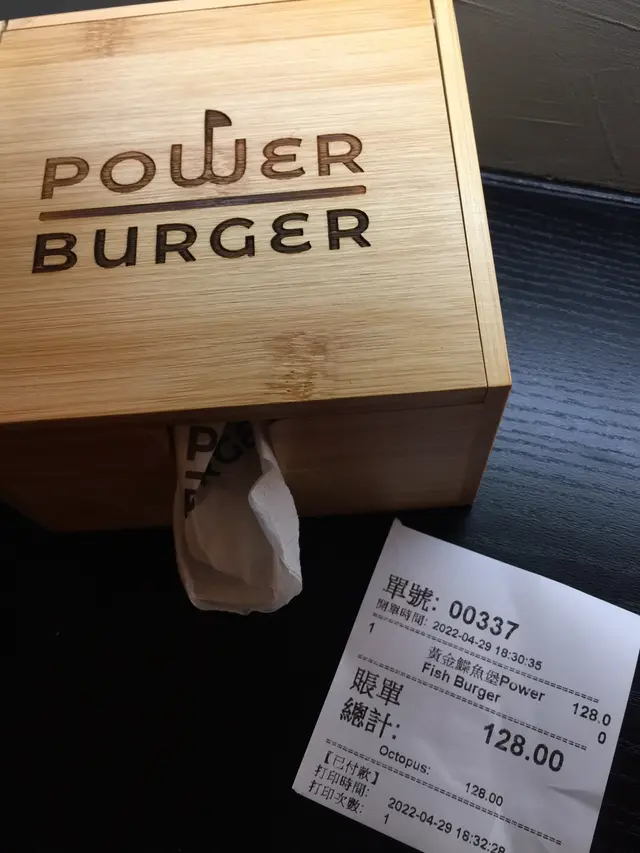 POWER
BURGER
單號: 00337
開單時間: 2022-04-29 18:30:35
1 黃金鰈魚堡Power 128.0
Fish Burger 0
賬單
總計: 128.00
Octopus: 128.00
【已付款】
打印時間: 2022-04-29 18:32:28
打印次數: 1